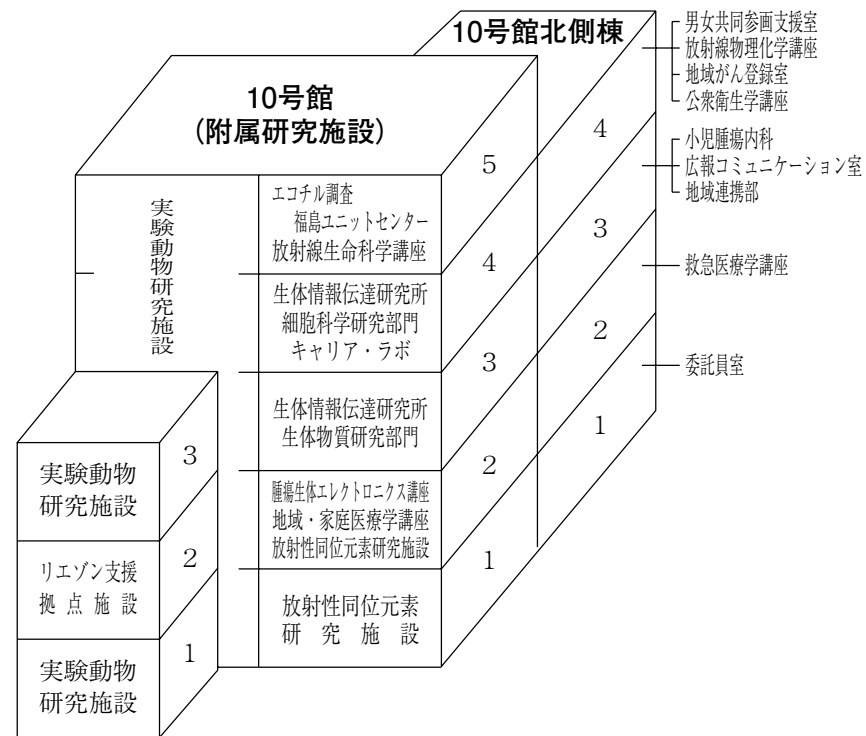 10号館北側棟
10号館
(附属研究施設)
男女共同参画支援室
放射線物理化学講座
地域がん登録室
公衆衛生学講座
小児腫瘍内科
広報コミュニケーション室
地域連携部
救急医療学講座
委託員室
4
3
2
1
5
4
3
2
1
実験動物研究施設
エコチル調査
福島ユニットセンター
放射線生命科学講座
生体情報伝達研究所
細胞科学研究部門
キャリア・ラボ
生体情報伝達研究所
生体物質研究部門
腫瘍生体エレクトロニクス講座
地域・家庭医療学講座
放射性同位元素研究施設
放射性同位元素
研究施設
3
2
1
実験動物
研究施設
リエゾン支援
拠点施設
実験動物
研究施設